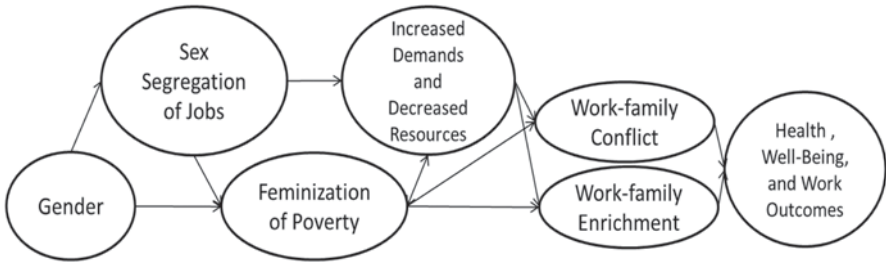 Gender
Sex
Segregation
of Jobs
Feminization
of Poverty
Increased
Demands
and
Decreased
Resources
Work-family
Conflict
Work-family
Enrichment
Health ,
Well-Being,
and Work
Outcomes